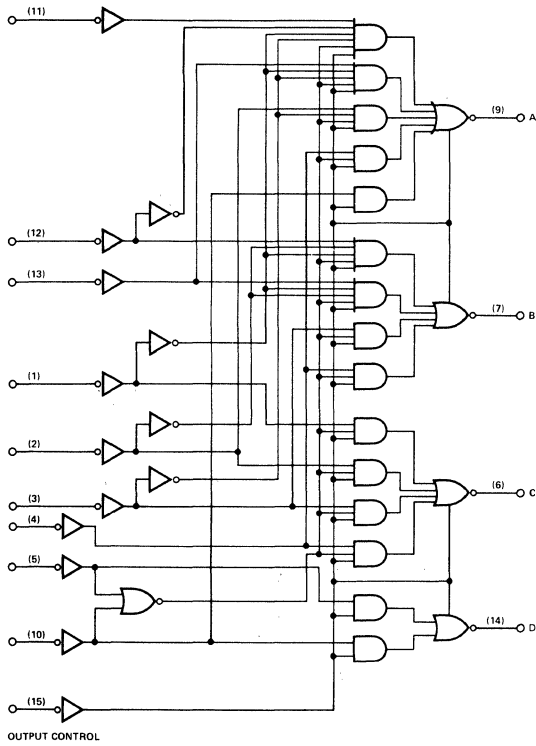 (11)
(9) A
(12)
(13)
(7) B
(1)
(2)
(3)
(6) C
(4)
(5)
(14) D
(10)
(15)
OUTPUT CONTROL